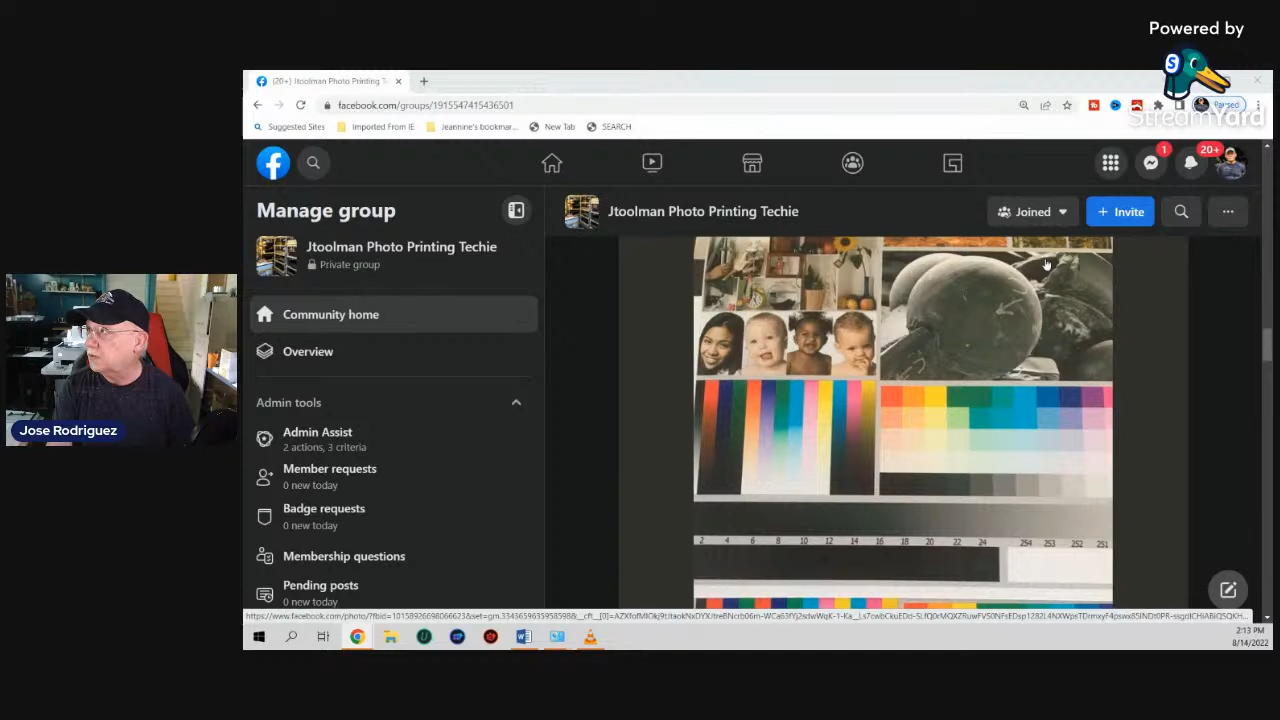 Powered by
StreamYard
(20+) Jtoolman Photo Printing T
facebook.com/groups/1915547415436501
Paused
Suggested Sites
Imported From IE
Jeannine's bookmar...
New Tab
SEARCH
1
20+
Manage group
Jtoolman Photo Printing Techie
Joined
+ Invite
Jtoolman Photo Printing Techie
Private group
Community home
Overview
Admin tools
Admin Assist
2 actions, 3 criteria
Member requests
0 new today
Badge requests
0 new today
Membership questions
Pending posts
0 new today
2 4 6 8 10 12 14 16 18 20 22 24 254 253 252 251
Jose Rodriguez
2:13 PM
8/14/2022